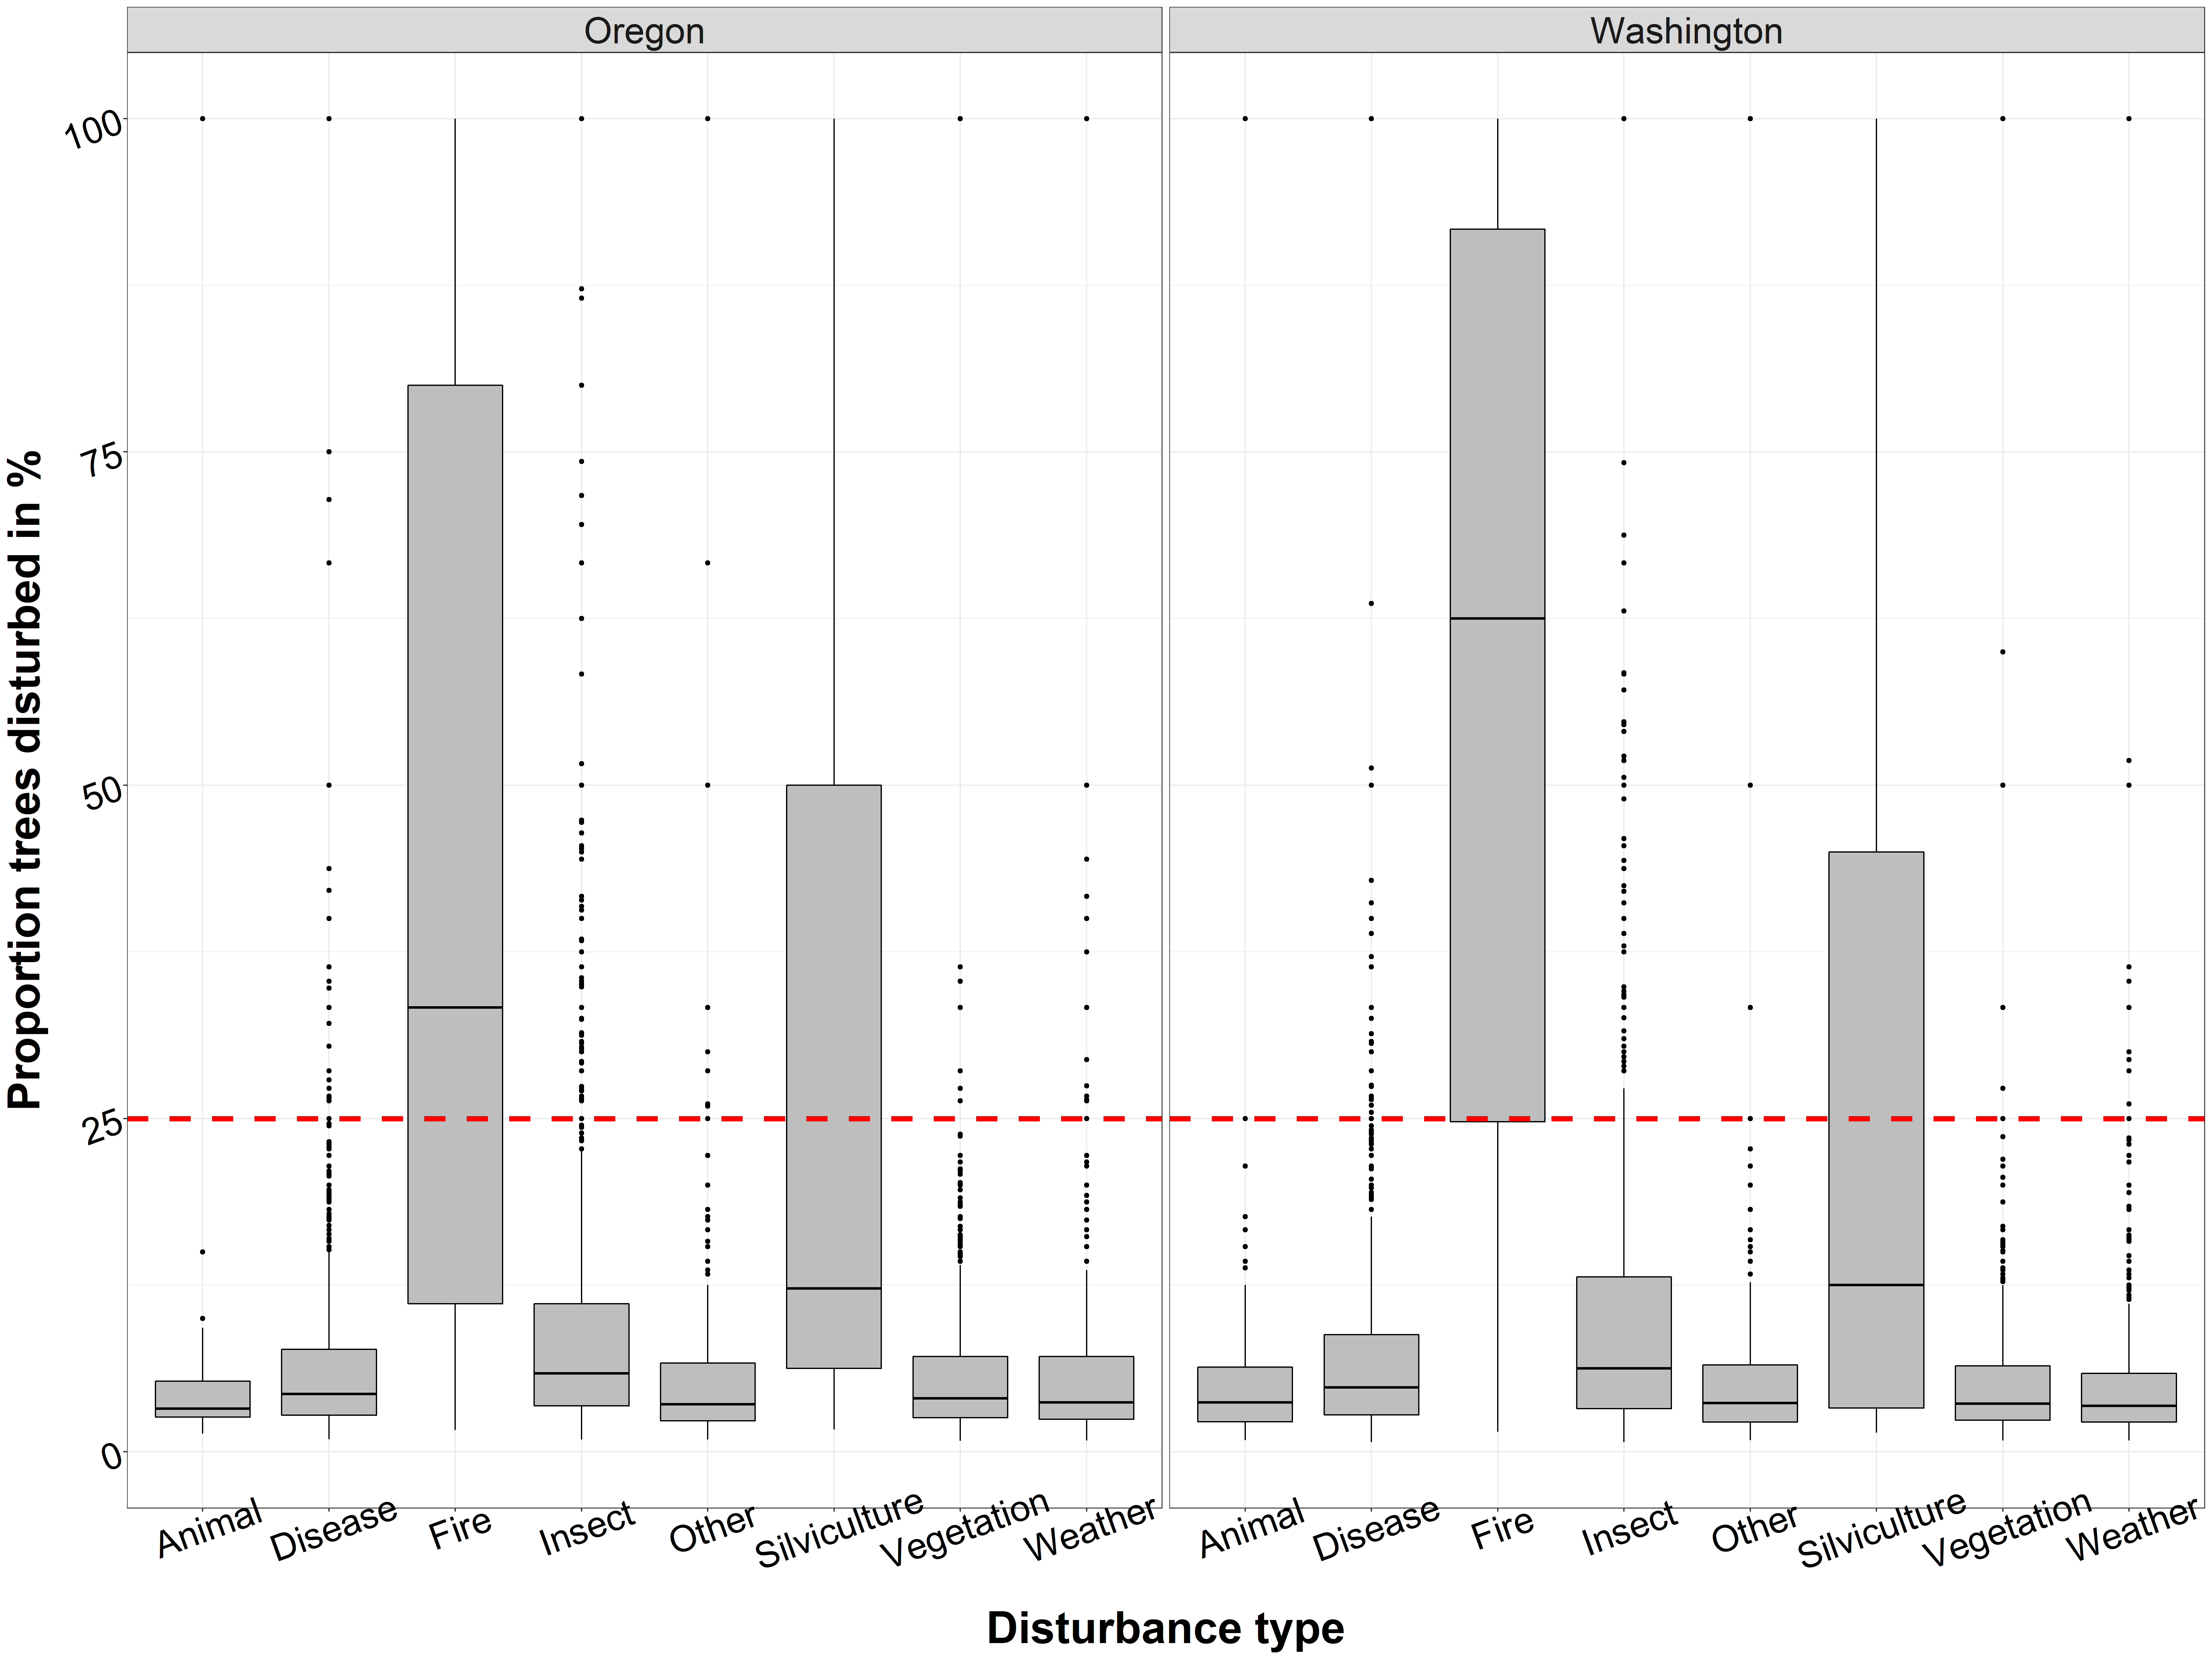 Oregon
Washington
Proportion trees disturbed in %
100
75
50
25
0
Animal Disease Fire Insect Other Silviculture Vegetation Weather
Animal Disease Fire Insect Other Silviculture Vegetation Weather
Disturbance type